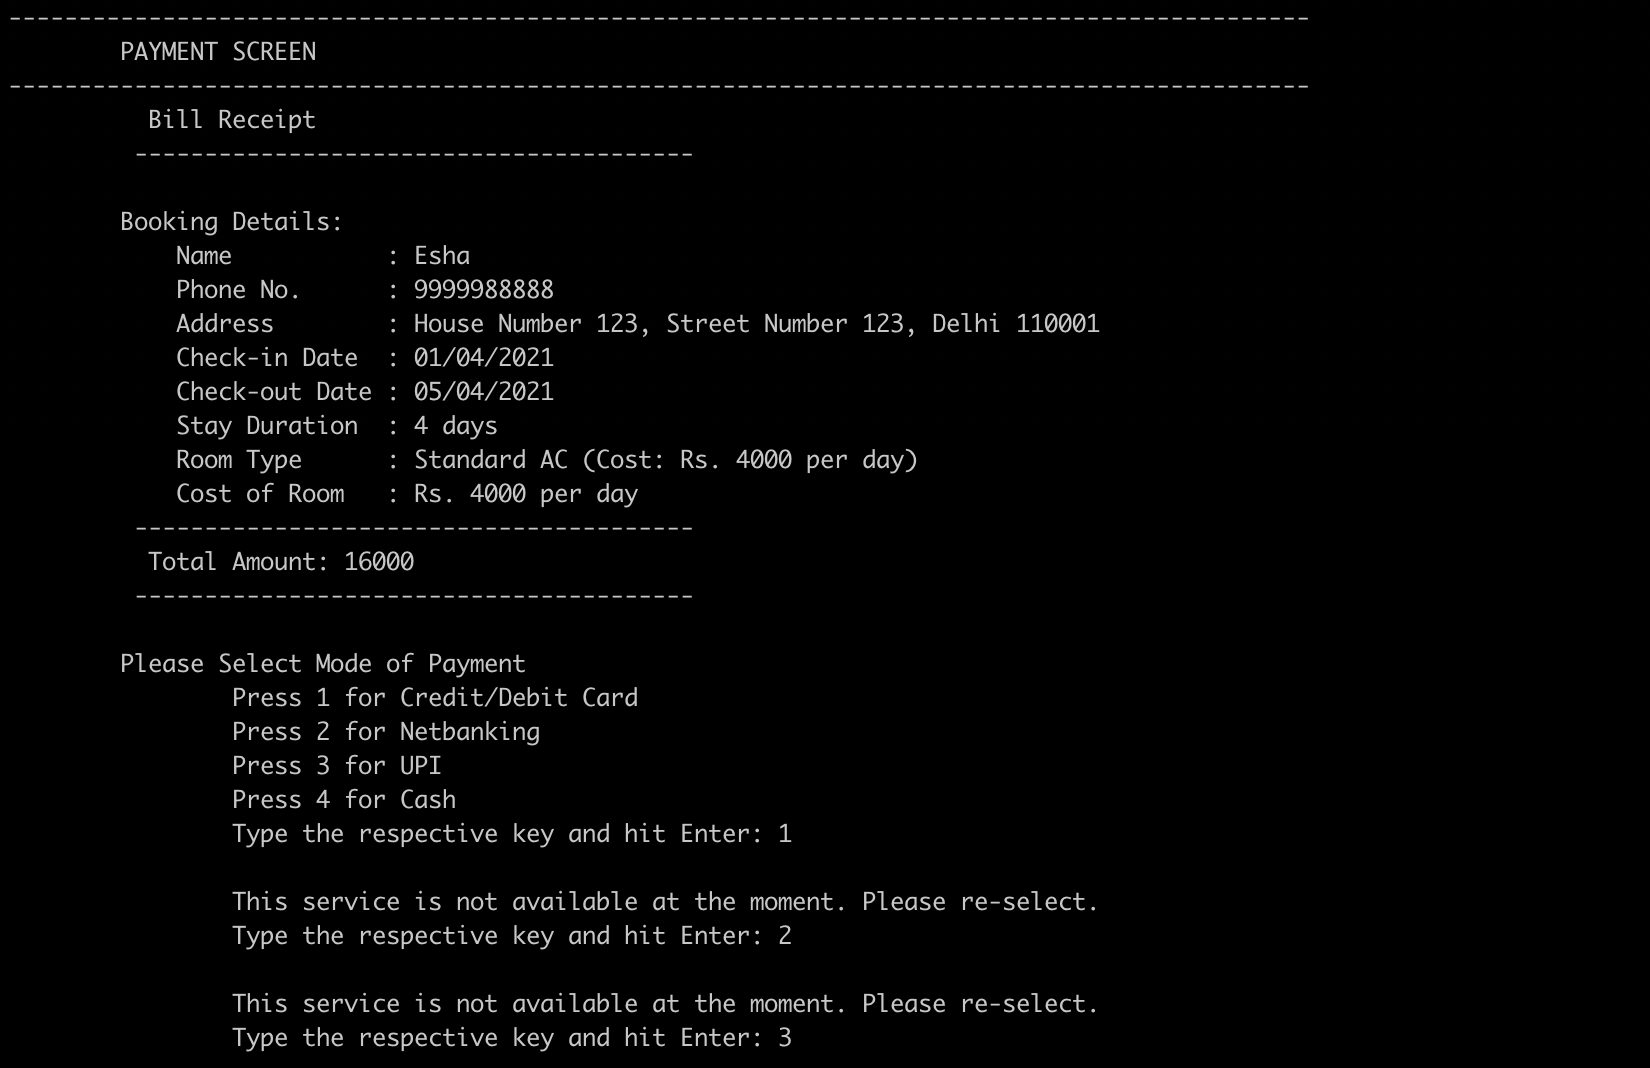 ---------------------------------------------------------------------------------------------
PAYMENT SCREEN
---------------------------------------------------------------------------------------------
Bill Receipt
----------------------------------------
Booking Details:
Name : Esha
Phone No. : 9999988888
Address : House Number 123, Street Number 123, Delhi 110001
Check-in Date : 01/04/2021
Check-out Date : 05/04/2021
Stay Duration : 4 days
Room Type : Standard AC (Cost: Rs. 4000 per day)
Cost of Room : Rs. 4000 per day
----------------------------------------
Total Amount: 16000
----------------------------------------
Please Select Mode of Payment
Press 1 for Credit/Debit Card
Press 2 for Netbanking
Press 3 for UPI
Press 4 for Cash
Type the respective key and hit Enter: 1
This service is not available at the moment. Please re-select.
Type the respective key and hit Enter: 2
This service is not available at the moment. Please re-select.
Type the respective key and hit Enter: 3